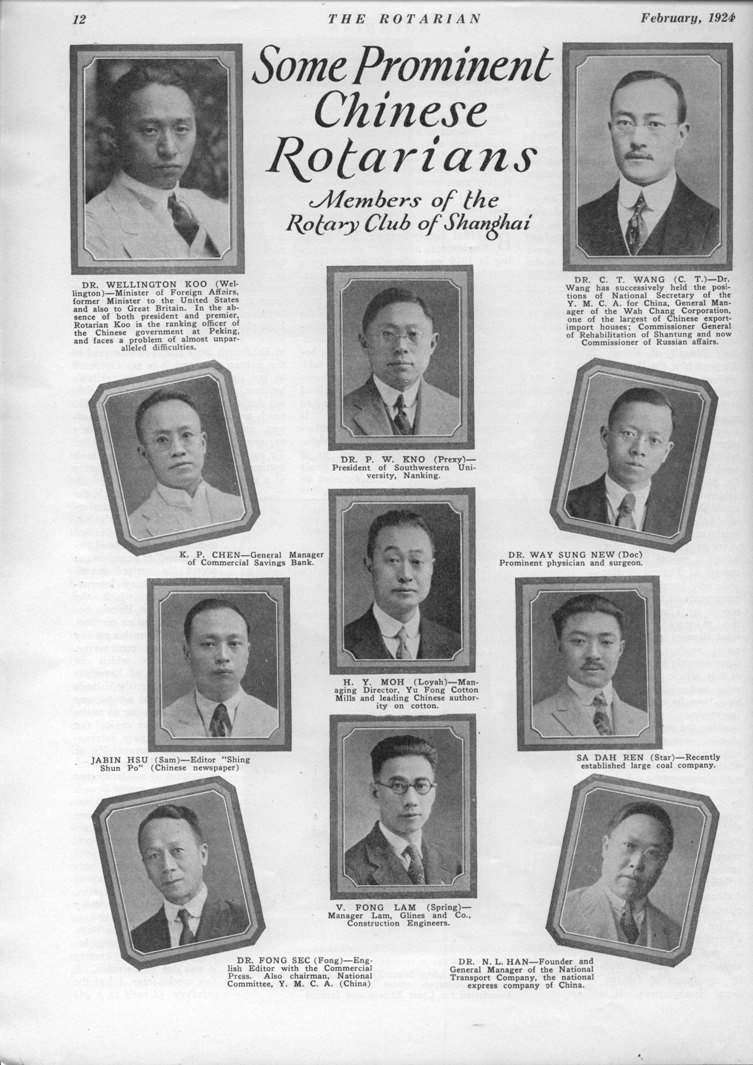 12 THE ROTARIAN February, 1924
Some Prominent
Chinese
Rotarians
Members of the
Rotary Club of Shanghai
DR. WELLINGTON KOO (Wel-
lington)—Minister of Foreign Affairs,
former Minister to the United States
and also to Great Britain. In the ab-
sence of both president and premier,
Rotarian Koo is the ranking officer of
the Chinese government at Peking,
and faces a problem of almost unpar-
alleled difficulties.
DR. C. T. WANG (C. T.)—Dr.
Wang has successively held the posi-
tions of National Secretary of the
Y. M. C. A. for China, General Man-
ager of the Wah Chang Corporation,
one of the largest of Chinese export-
import houses; Commissioner General
of Rehabilitation of Shantung and now
Commissioner of Russian affairs.
DR. P. W. KNO (Prexy)—
President of Southwestern Uni-
versity, Nanking.
K. P. CHEN—General Manager
of Commercial Savings Bank.
DR. WAY SUNG NEW (Doc)
Prominent physician and surgeon.
H. Y. MOH (Loyah)—Man-
aging Director, Yu Fong Cotton
Mills and leading Chinese author-
ity on cotton.
JABIN HSU (Sam)—Editor "Shing
Shun Po" (Chinese newspaper)
SA DAH REN (Star)—Recently
established large coal company.
V. FONG LAM (Spring)—
Manager Lam, Glines and Co.,
Construction Engineers.
DR. FONG SEC (Fong)—Eng-
lish Editor with the Commercial
Press. Also chairman, National
Committee, Y. M. C. A. (China)
DR. N. L. HAN—Founder and
General Manager of the National
Transport Company, the national
express company of China.